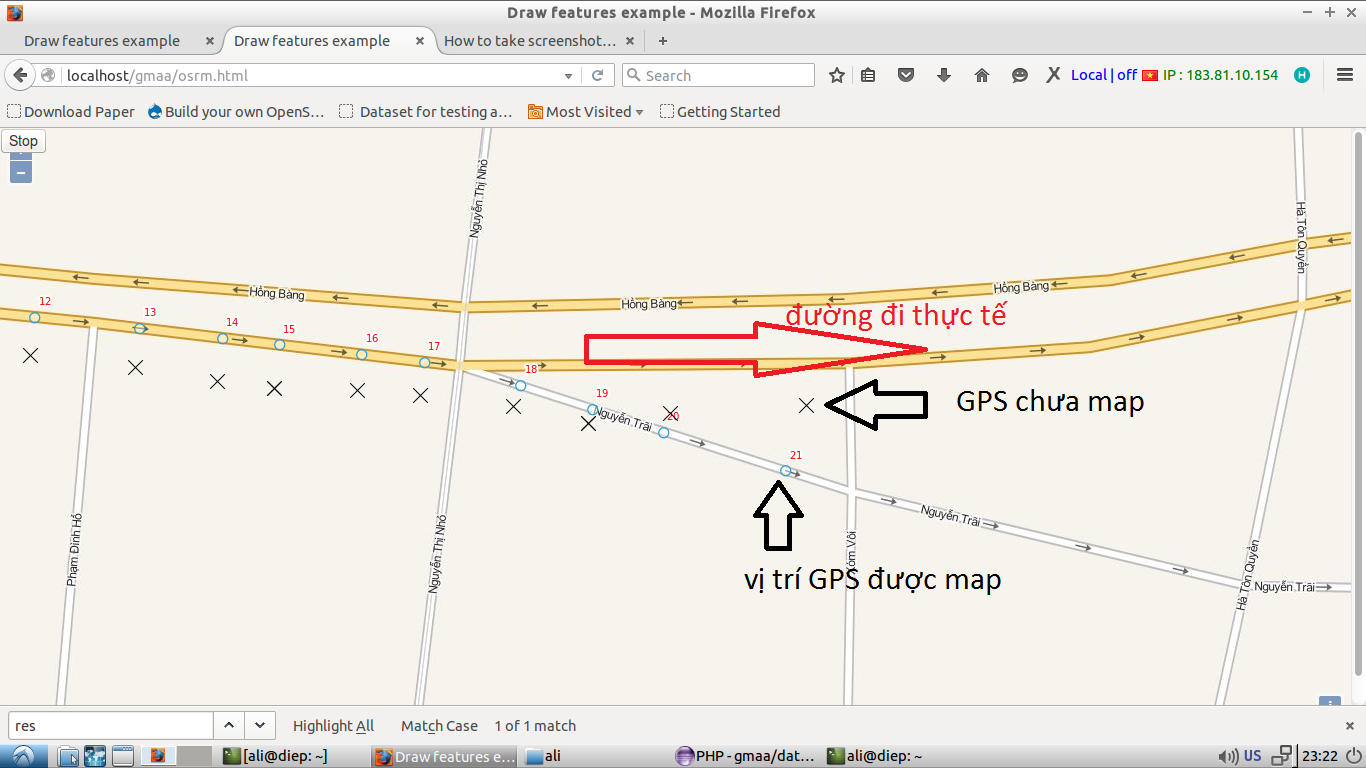 Draw features example - Mozilla Firefox
Draw features example
Draw features example
How to take screenshot...
localhost/gmaa/osrm.html
Search
Local | off
IP : 183.81.10.154
H
Download Paper
Build your own OpenS...
Dataset for testing a...
Most Visited
Getting Started
Stop
Nguyễn Thị Nhỏ
Hà Tôn Quyền
Hồng Bàng
Hồng Bàng
Hồng Bàng
12
13
14
15
16
17
đường đi thực tế
18
19
20
GPS chưa map
Nguyễn Trãi
21
Nguyễn Trãi
Phạm Đình Hổ
Nguyễn Thị Nhỏ
Xóm Vôi
Hà Tôn Quyền
vị trí GPS được map
Nguyễn Trãi
res
Highlight All
Match Case
1 of 1 match
[ali@diep: ~]
Draw features e...
ali
PHP - gmaa/dat...
ali@diep: ~
US
23:22